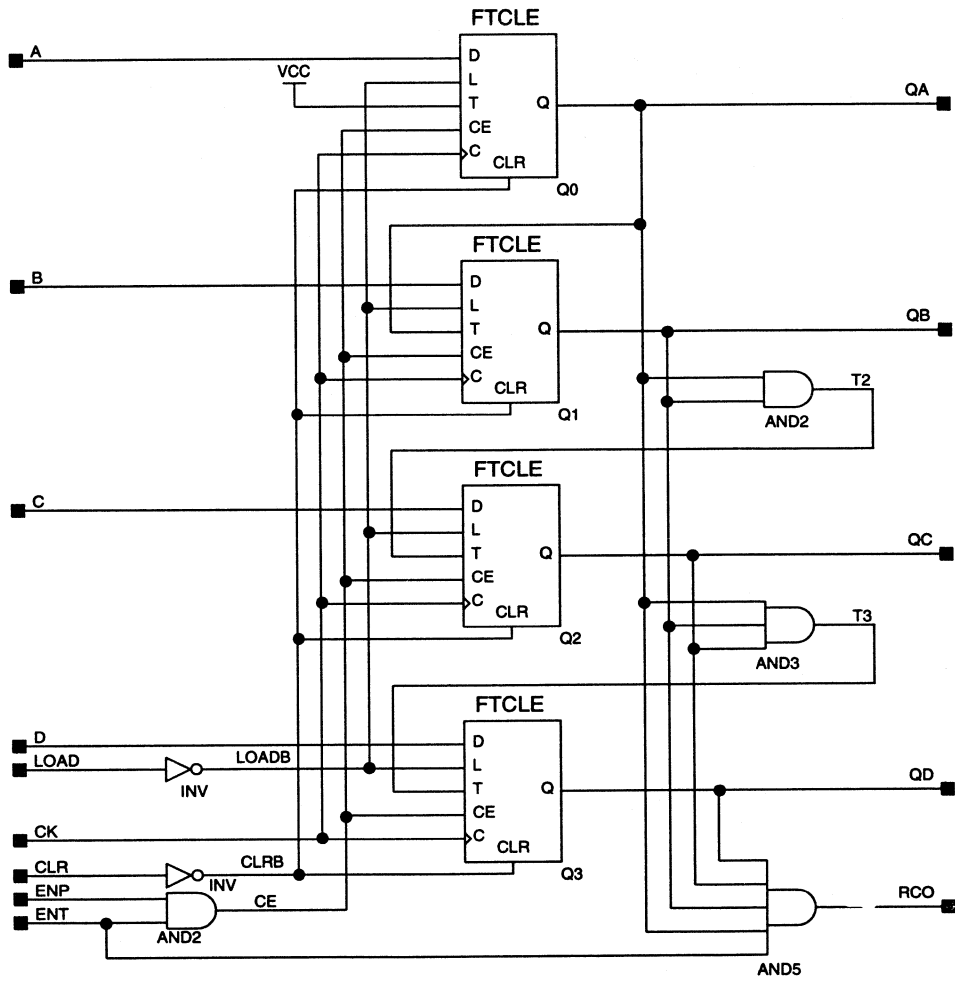 FTCLE
A
D
QA
VCC
L
T
Q
CE
C
CLR
Q0
FTCLE
B
D
QB
L
T
Q
CE
C
CLR
T2
Q1
AND2
FTCLE
C
D
QC
L
T
Q
CE
C
CLR
T3
Q2
AND3
FTCLE
D
D
LOAD
LOADB
L
QD
INV
T
Q
CE
CK
C
CLR
CLR
CLRB
Q3
INV
ENP
CE
RCO
ENT
AND2
AND5